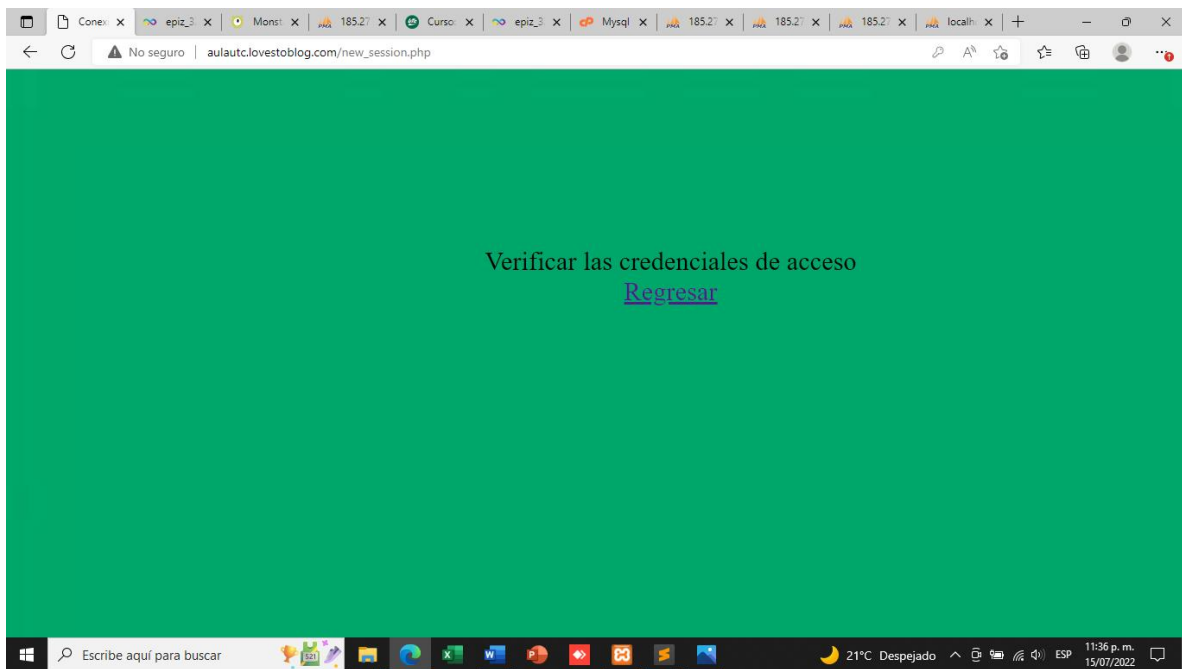 Conex
epiz_3
Monst
185.27
Curso
epiz_3
Mysql
185.27
185.27
185.27
localh
No seguro | aulautc.lovestoblog.com/new_session.php
Verificar las credenciales de acceso
Regresar
Escribe aquí para buscar
21°C Despejado
ESP
11:36 p. m.
15/07/2022